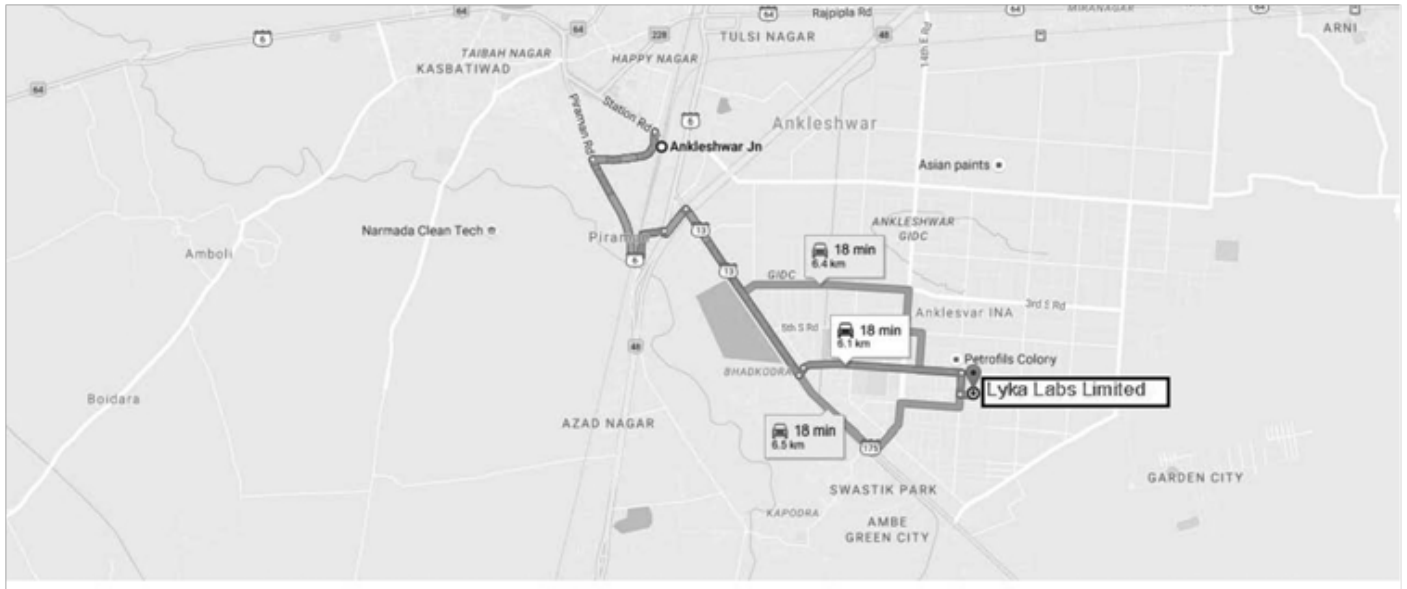 64
64
Rajpipla Rd
64
MIRANAGAR
64
6
64
228
TULSI NAGAR
48
ARNI
TAIBAH NAGAR
HAPPY NAGAR
KASBATIWAD
14th E Rd
64
Station Rd
Piraman Rd
6
Ankleshwar
Ankleshwar Jn
Asian paints
ANKLESHWAR
GIDC
Narmada Clean Tech
13
Amboli
6
13
18 min
6.4 km
GIDC
3rd S Rd
Anklesvar INA
5th S Rd
18 min
6.1 km
48
Petrofils Colony
BHADKODRA
Lyka Labs Limited
Boidara
AZAD NAGAR
18 min
6.5 km
175
GARDEN CITY
SWASTIK PARK
KAPODRA
AMBE
GREEN CITY